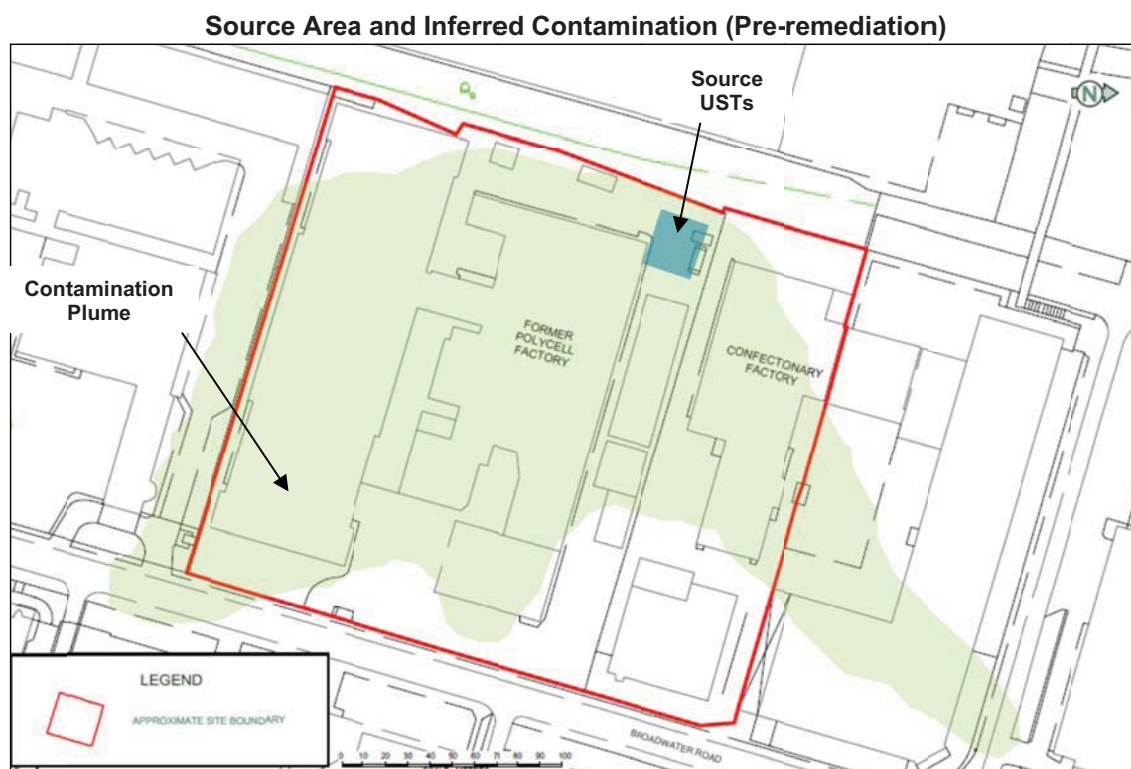 Source Area and Inferred Contamination (Pre-remediation)
Source
USTs
N
Contamination
Plume
FORMER
POLYCELL
FACTORY
CONFECTONARY
FACTORY
BROADWATER ROAD
LEGEND
APPROXIMATE SITE BOUNDARY
0 10 20 30 40 50 60 70 80 90 100